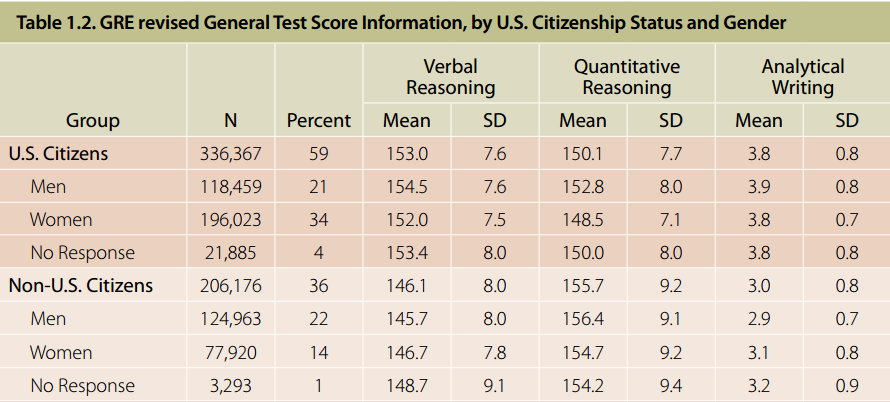 Table 1.2. GRE revised General Test Score Information, by U.S. Citizenship Status and Gender
Verbal Reasoning Quantitative Reasoning Analytical Writing
Group N Percent Mean SD Mean SD Mean SD
U.S. Citizens 336,367 59 153.0 7.6 150.1 7.7 3.8 0.8
Men 118,459 21 154.5 7.6 152.8 8.0 3.9 0.8
Women 196,023 34 152.0 7.5 148.5 7.1 3.8 0.7
No Response 21,885 4 153.4 8.0 150.0 8.0 3.8 0.8
Non-U.S. Citizens 206,176 36 146.1 8.0 155.7 9.2 3.0 0.8
Men 124,963 22 145.7 8.0 156.4 9.1 2.9 0.7
Women 77,920 14 146.7 7.8 154.7 9.2 3.1 0.8
No Response 3,293 1 148.7 9.1 154.2 9.4 3.2 0.9